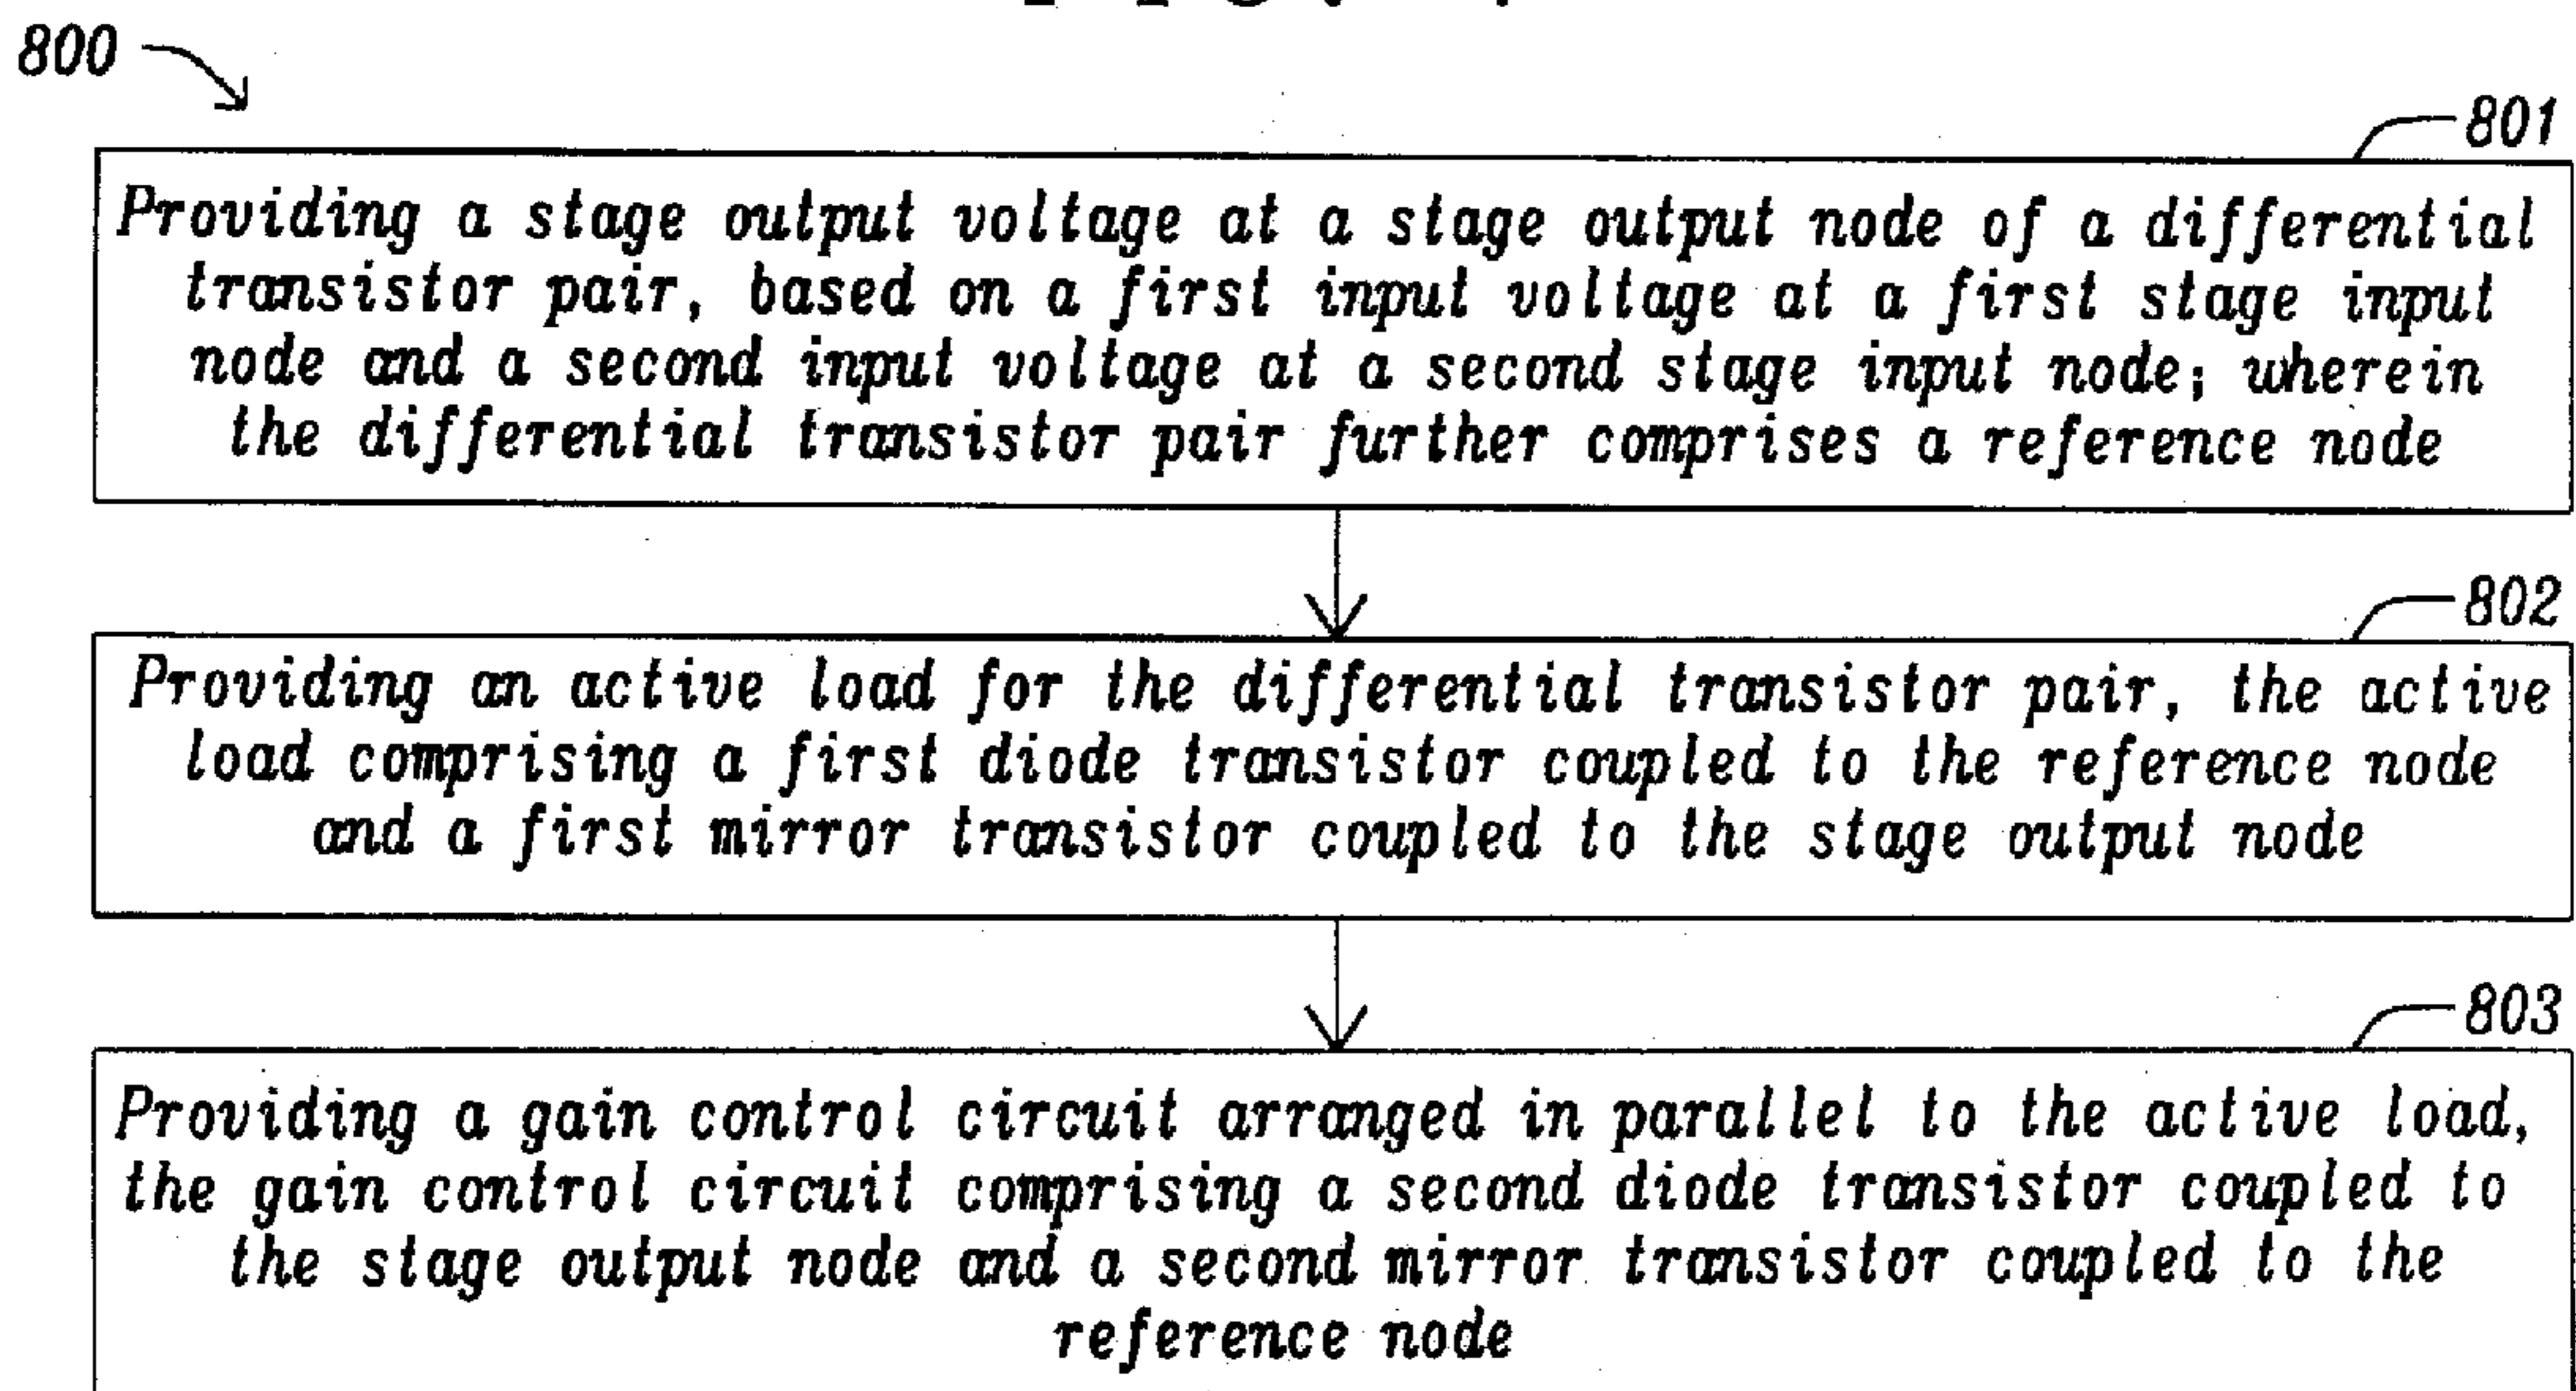 800
801
Providing a stage output voltage at a stage output node of a differential
transistor pair, based on a first input voltage at a first stage input
node and a second input voltage at a second stage input node; wherein
the differential transistor pair further comprises a reference node
802
Providing an active load for the differential transistor pair, the active
load comprising a first diode transistor coupled to the reference node
and a first mirror transistor coupled to the stage output node
803
Providing a gain control circuit arranged in parallel to the active load,
the gain control circuit comprising a second diode transistor coupled to
the stage output node and a second mirror transistor coupled to the
reference node